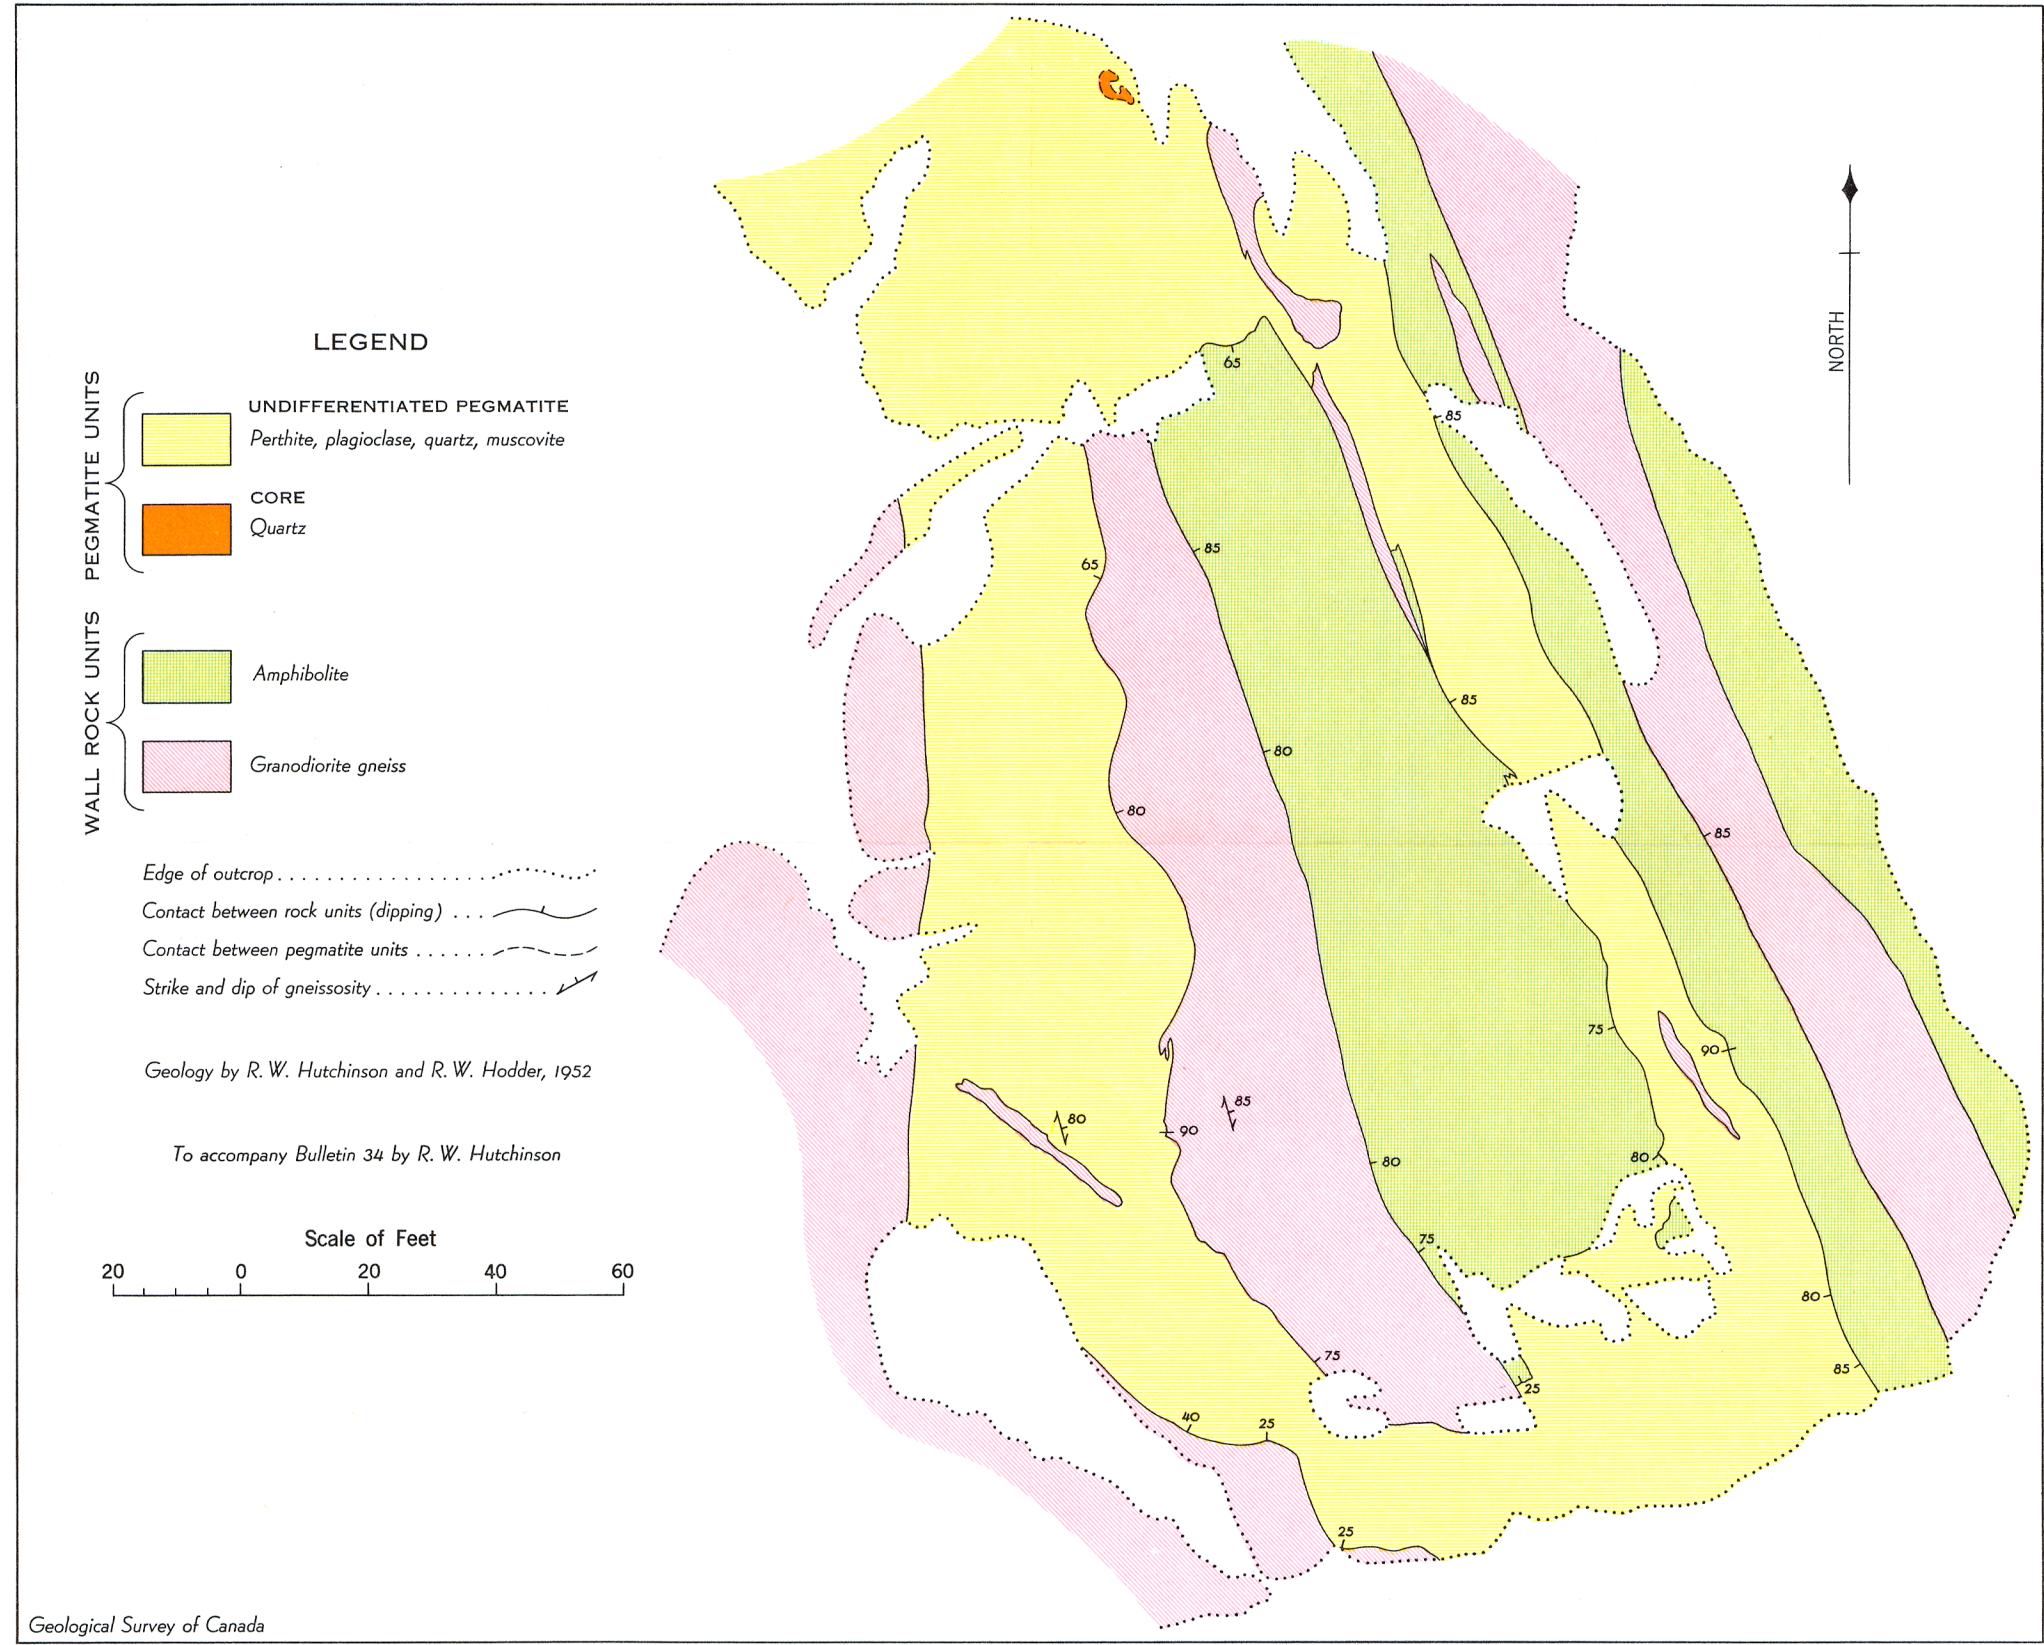 LEGEND
PEGMATITE UNITS
UNDIFFERENTIATED PEGMATITE
Perthite, plagioclase, quartz, muscovite
CORE
Quartz
WALL ROCK UNITS
Amphibolite
Granodiorite gneiss
Edge of outcrop
Contact between rock units (dipping)
Contact between pegmatite units
Strike and dip of gneissosity
Geology by R. W. Hutchinson and R. W. Hodder, 1952
To accompany Bulletin 34 by R. W. Hutchinson
Scale of Feet
20 0 20 40 60
Geological Survey of Canada
NORTH
65
85
85
65
85
80
80
85
75
90
80
85
90
80
80
75
80
75
85
25
40
25
25
85